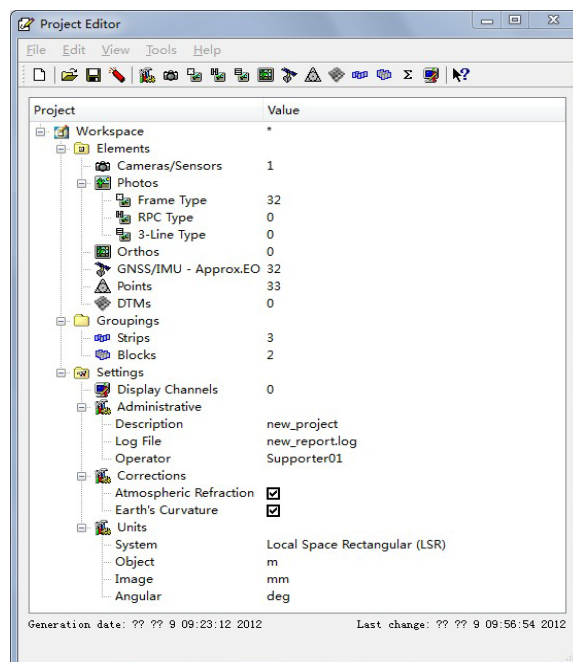 Project Editor
File Edit View Tools Help
Project Value
Workspace *
Elements
Cameras/Sensors 1
Photos
Frame Type 32
RPC Type 0
3-Line Type 0
Orthos 0
GNSS/IMU - Approx.EO 32
Points 33
DTMs 0
Groupings
Strips 3
Blocks 2
Settings
Display Channels 0
Administrative
Description new_project
Log File new_report.log
Operator Supporter01
Corrections
Atmospheric Refraction
Earth's Curvature
Units
System Local Space Rectangular (LSR)
Object m
Image mm
Angular deg
Generation date: ?? ?? 9 09:23:12 2012 Last change: ?? ?? 9 09:56:54 2012